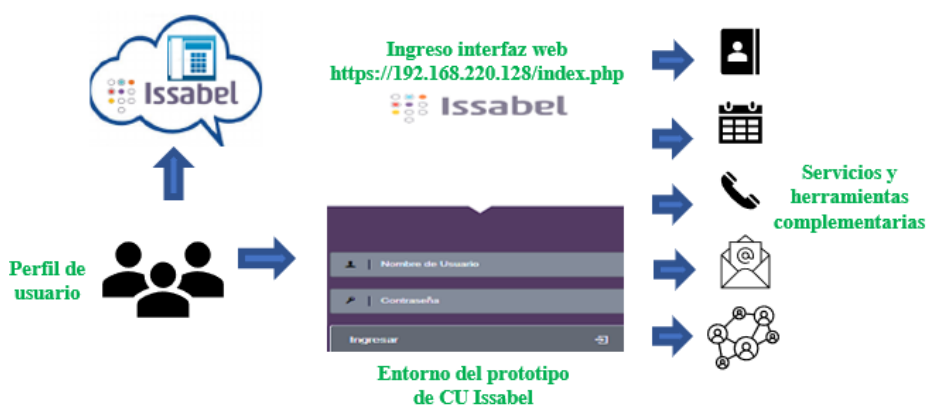 Issabel
Ingreso interfaz web
https://192.168.220.128/index.php
Issabel
Perfil de
usuario
| Nombre de Usuario
| Contraseña
Ingresar
Entorno del prototipo
de CU Issabel
Servicios y
herramientas
complementarias
@